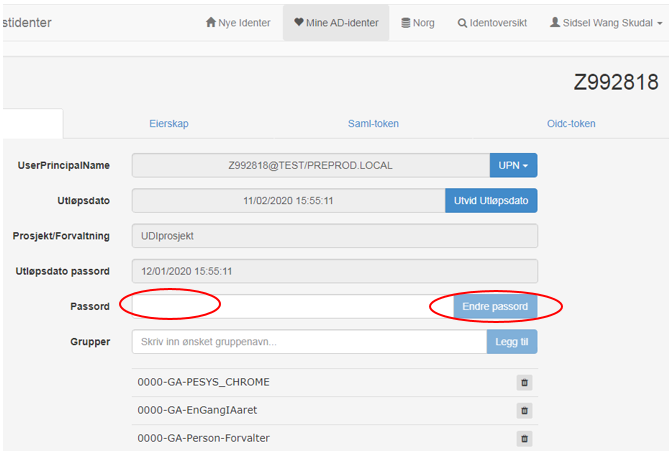 stidenter Nye Identer Mine AD-identer Norg Identoversikt Sidsel Wang Skudal
Z992818
Eierskap Saml-token Oidc-token
UserPrincipalName Z992818@TEST/PREPROD.LOCAL UPN
Utløpsdato 11/02/2020 15:55:11 Utvid Utløpsdato
Prosjekt/Forvaltning UDIprosjekt
Utløpsdato passord 12/01/2020 15:55:11
Passord Endre passord
Grupper Skriv inn ønsket gruppenavn... Legg til
0000-GA-PESYS_CHROME
0000-GA-EnGangIAaret
0000-GA-Person-Forvalter